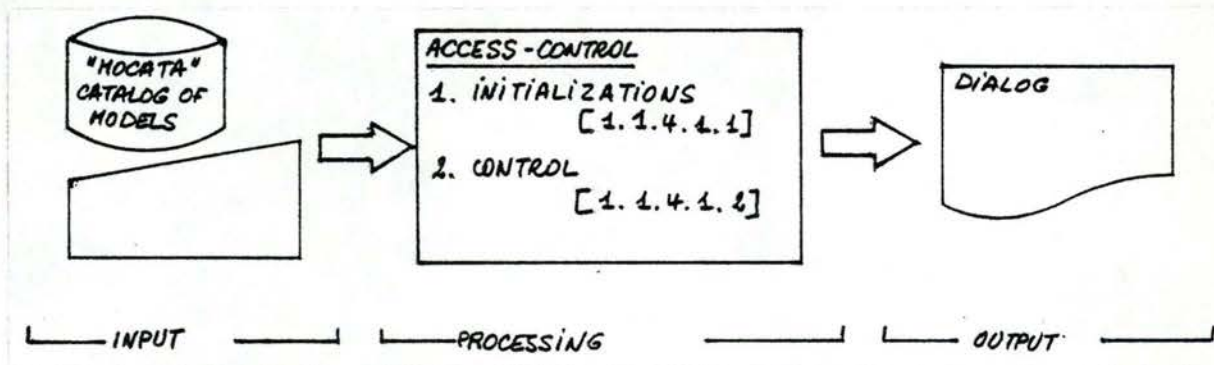 "MOCATA"
CATALOG OF
MODELS
ACCESS-CONTROL
1. INITIALIZATIONS
[1.1.4.1.1]
2. CONTROL
[1.1.4.1.2]
DIALOG
INPUT
PROCESSING
OUTPUT